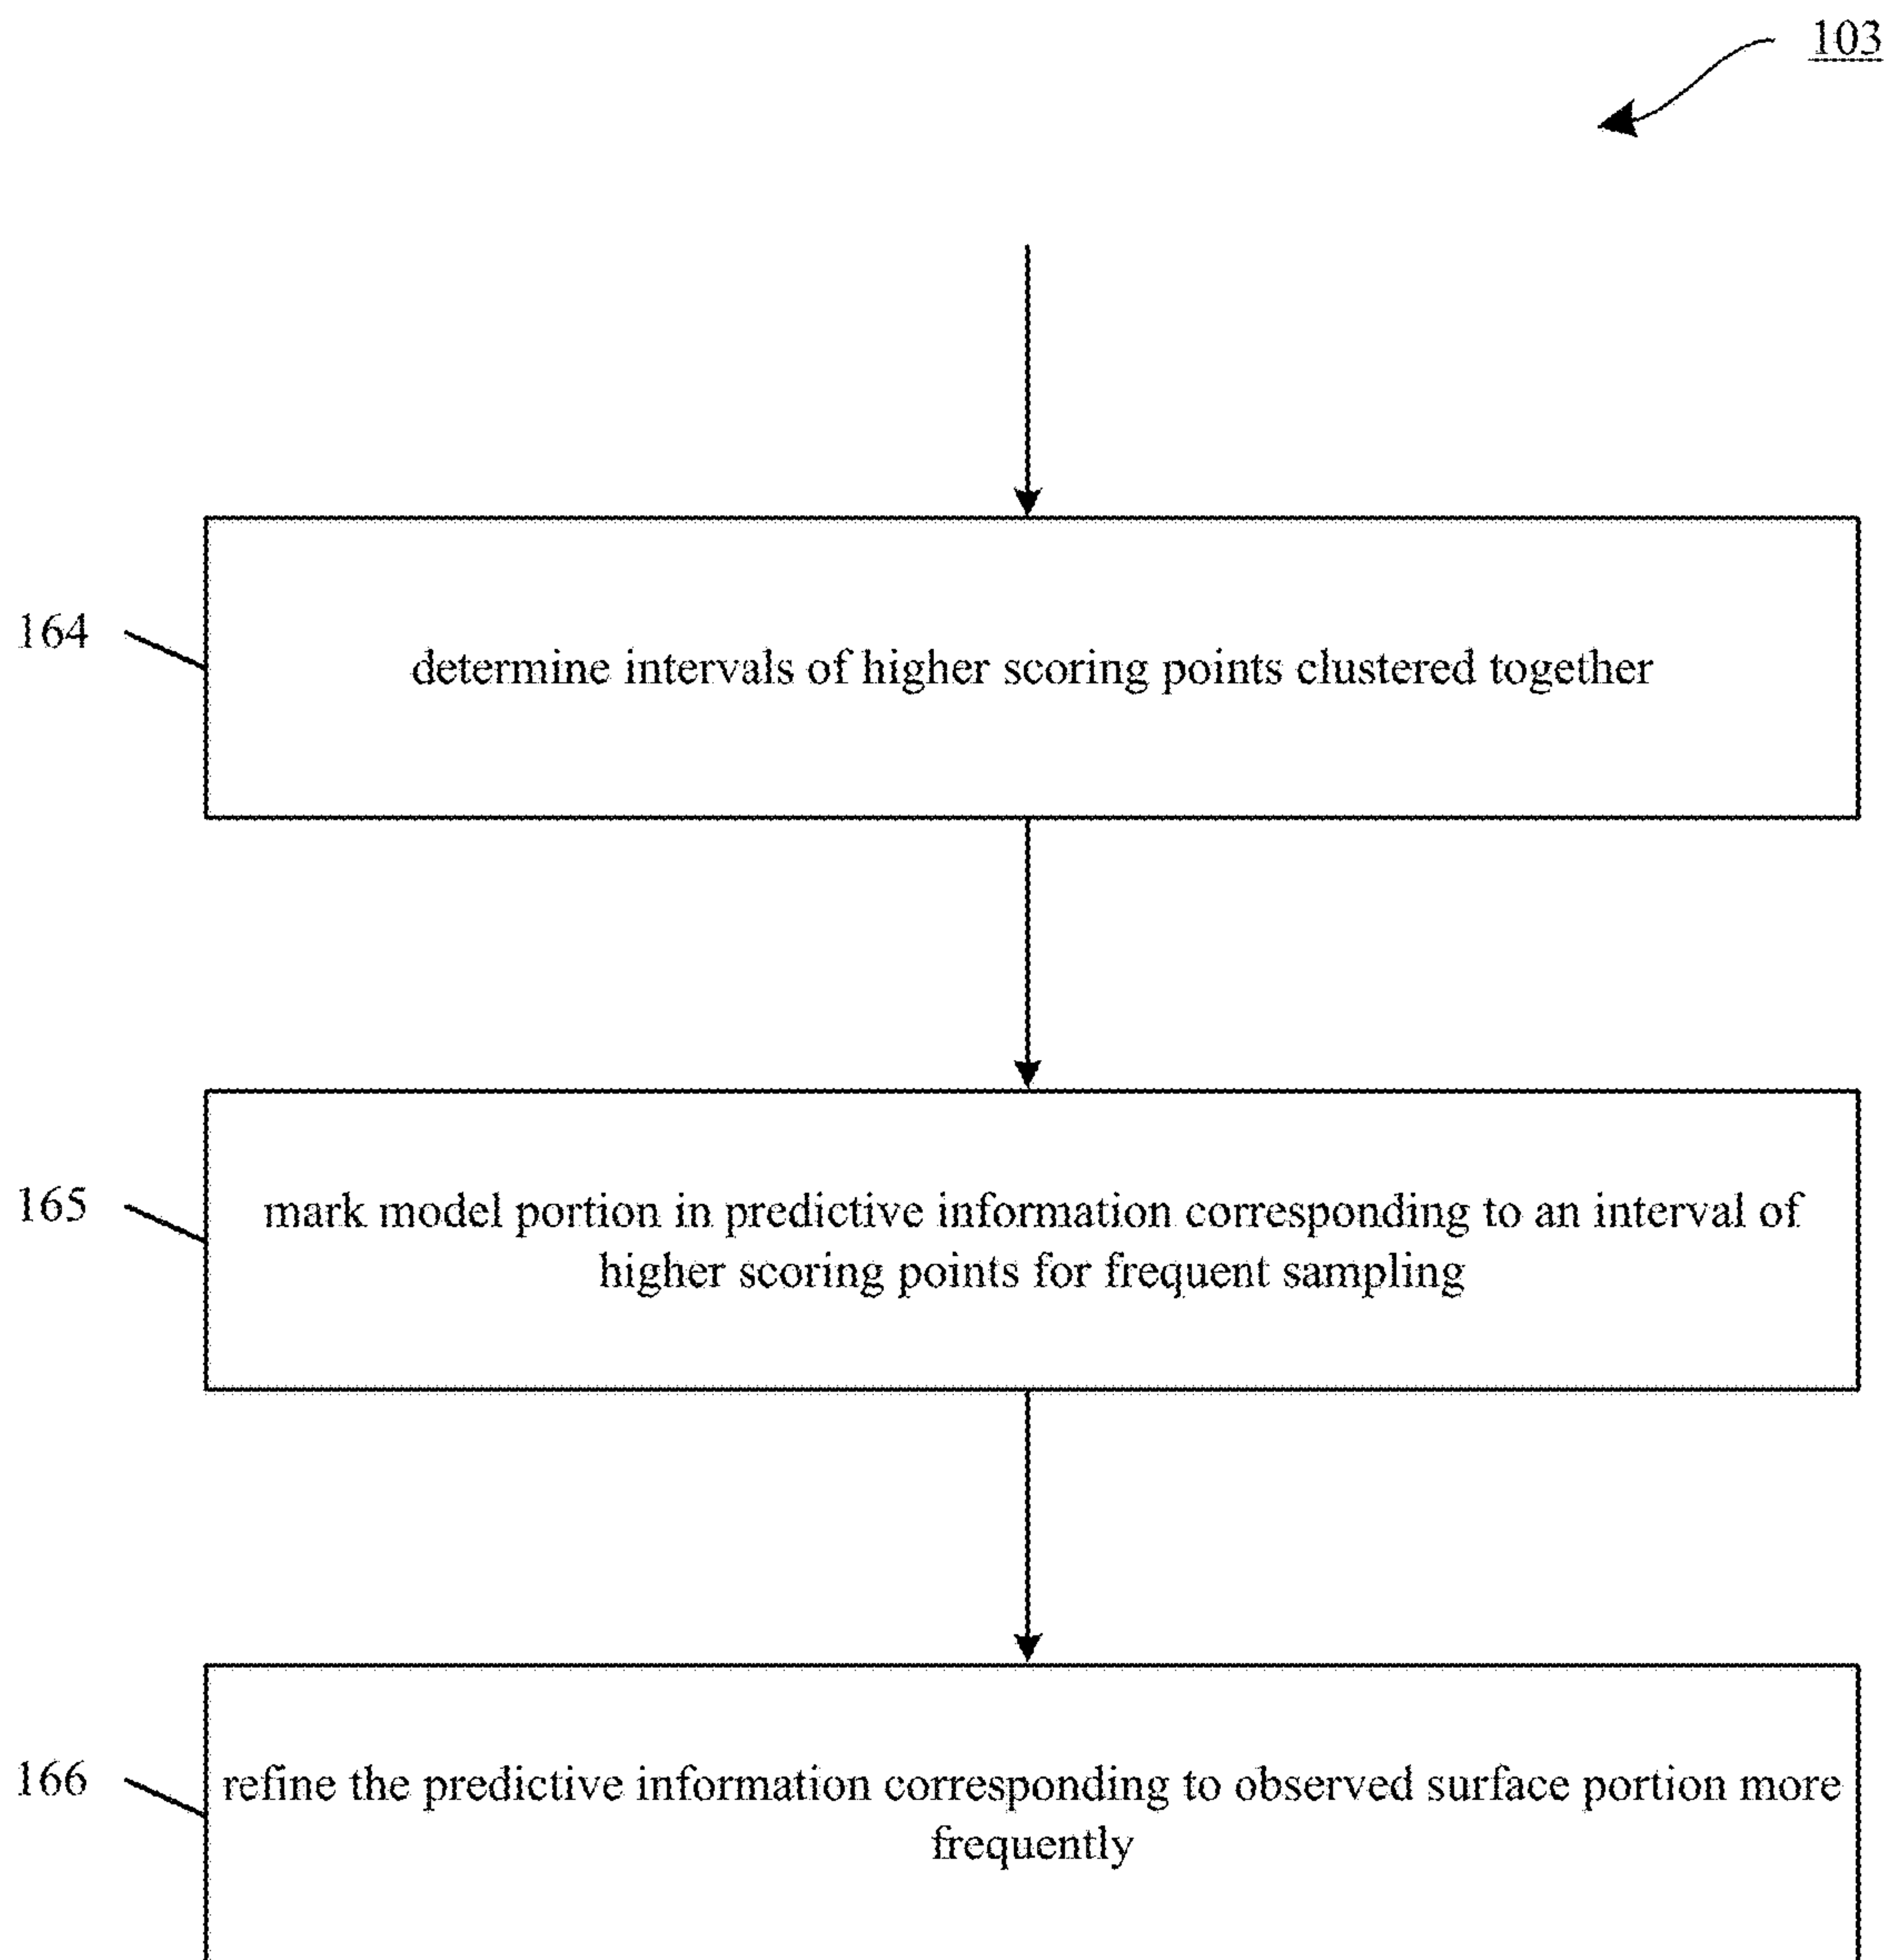 103
164
determine intervals of higher scoring points clustered together
165
mark model portion in predictive information corresponding to an interval of
higher scoring points for frequent sampling
166
refine the predictive information corresponding to observed surface portion more
frequently